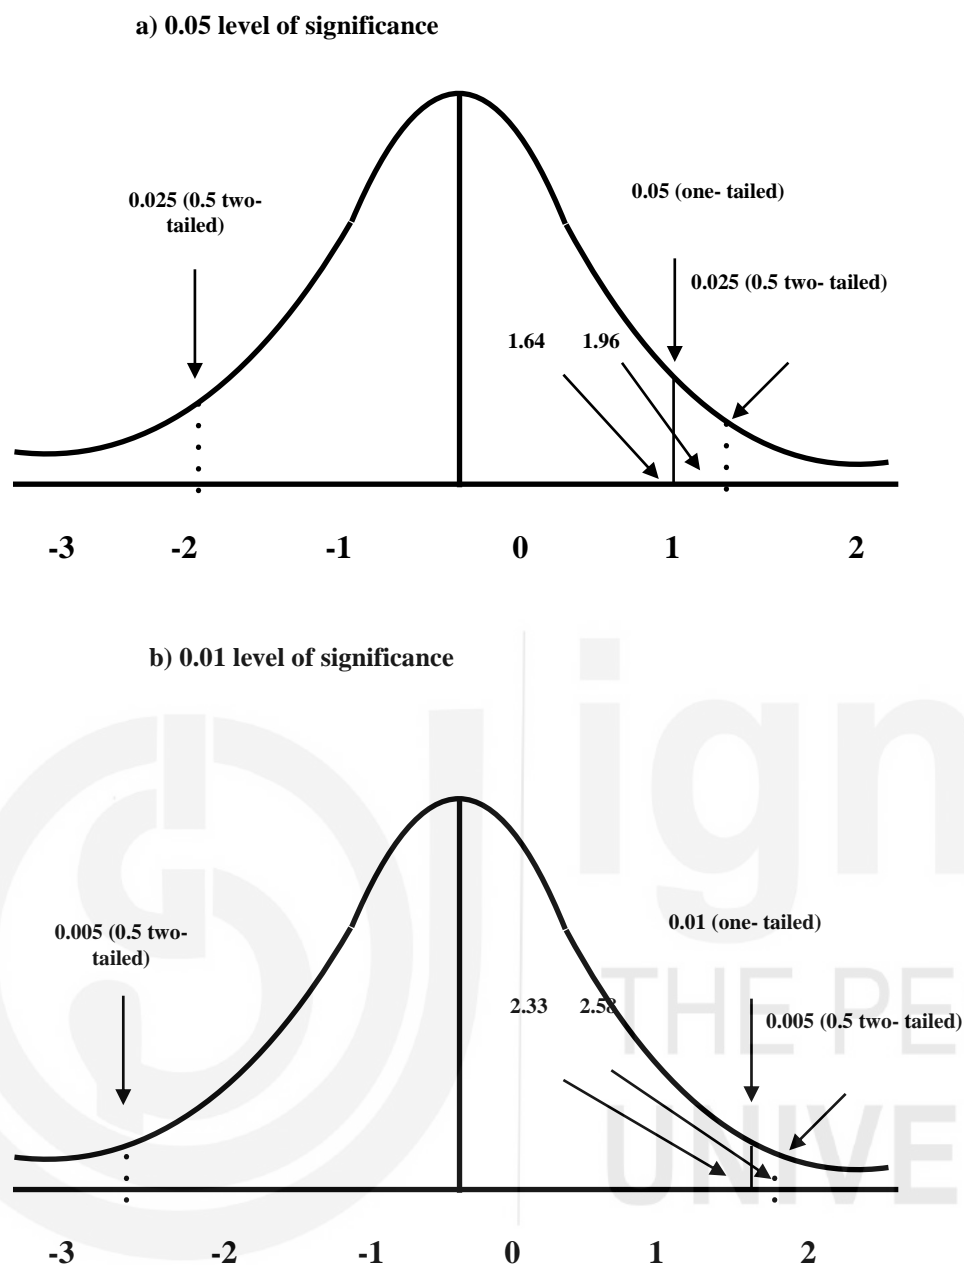 a) 0.05 level of significance
0.025 (0.5 two-
tailed)
0.05 (one- tailed)
0.025 (0.5 two- tailed)
1.64 1.96
-3 -2 -1 0 1 2
b) 0.01 level of significance
ign
0.005 (0.5 two-
tailed)
0.01 (one- tailed)
THE PE
2.33 2.58
0.005 (0.5 two- tailed)
UNIVE
-3 -2 -1 0 1 2